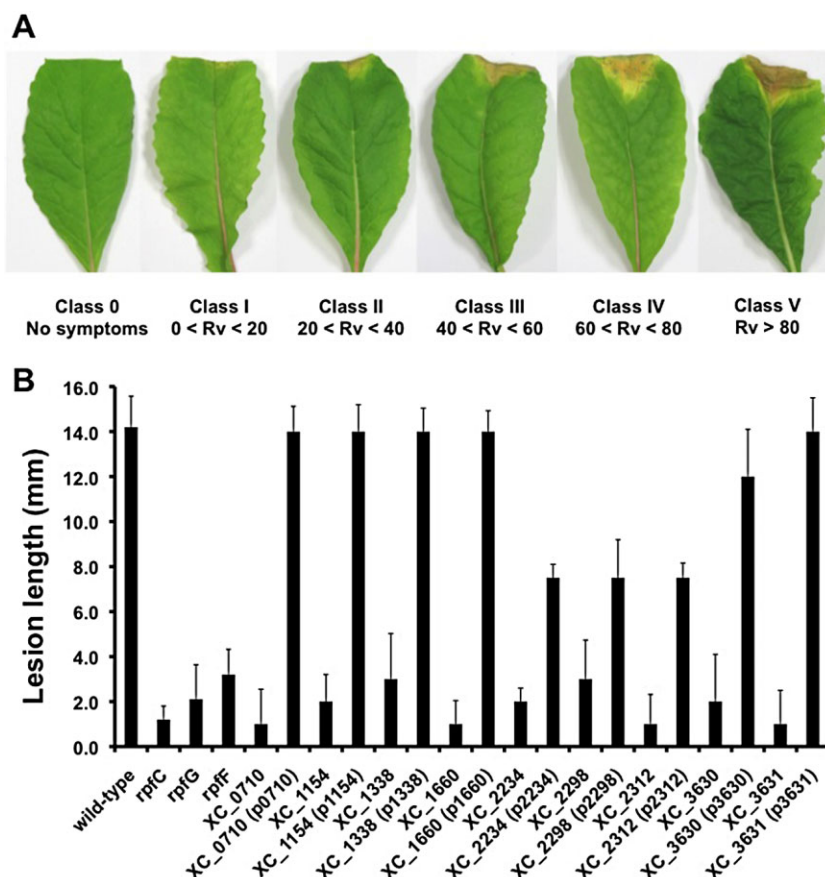 A
Class 0
No symptoms
Class I
0 < Rv < 20
Class II
20 < Rv < 40
Class III
40 < Rv < 60
Class IV
60 < Rv < 80
Class V
Rv > 80
B
Lesion length (mm)
16.0
14.0
12.0
10.0
8.0
6.0
4.0
2.0
0.0
wild-type
rpfC
rpfG
rpfF
XC_0710
XC_0710 (p0710)
XC_1154
XC_1154 (p1154)
XC_1338
XC_1338 (p1338)
XC_1660
XC_1660 (p1660)
XC_2234
XC_2234 (p2234)
XC_2298
XC_2298 (p2298)
XC_2312
XC_2312 (p2312)
XC_3630
XC_3630 (p3630)
XC_3631
XC_3631 (p3631)